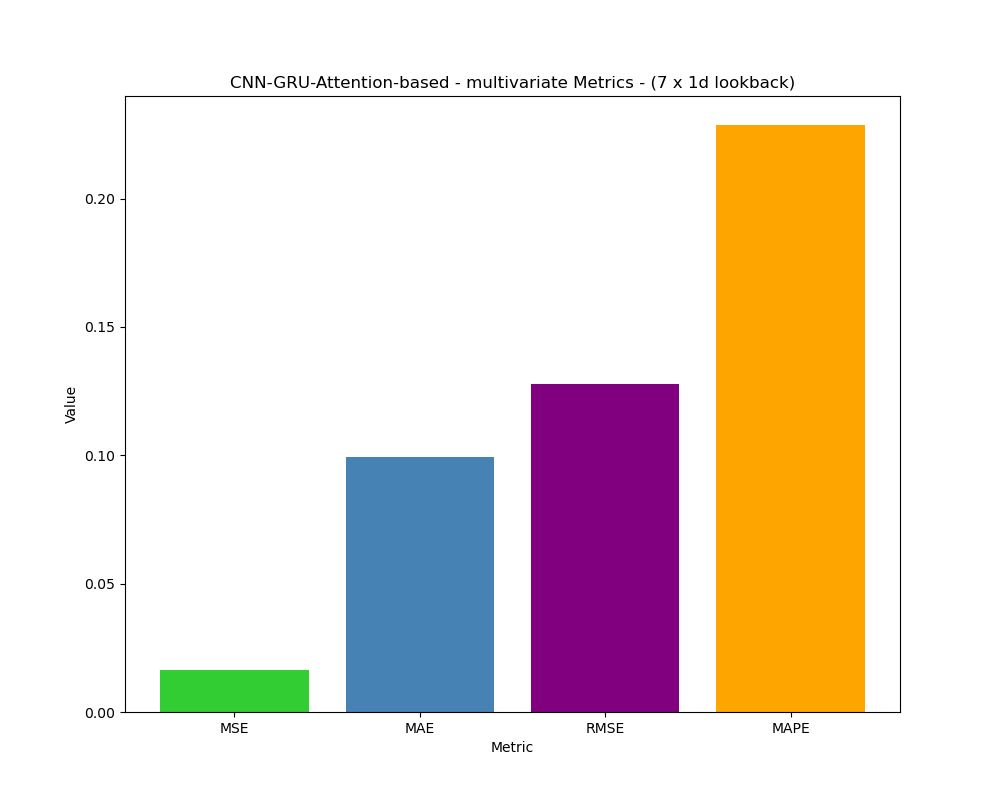 CNN-GRU-Attention-based - multivariate Metrics - (7 x 1d lookback)
0.20
0.15
0.10
0.05
0.00
Value
MSE MAE RMSE MAPE
Metric